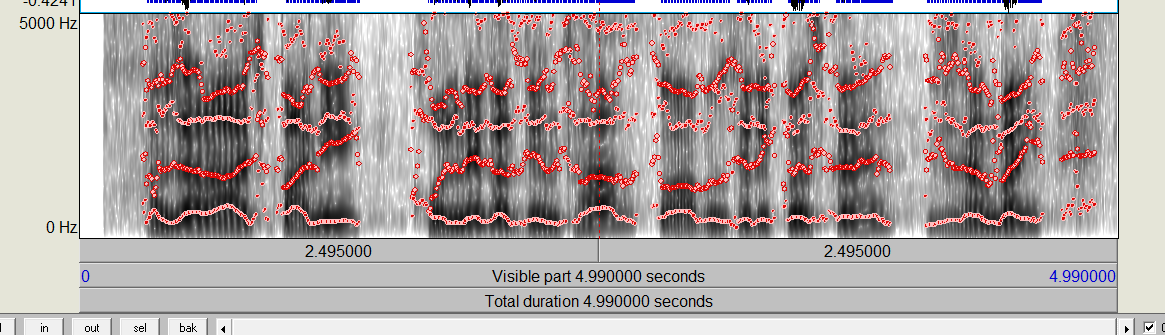 -0.4241
5000 Hz
0 Hz
2.495000 2.495000
0 Visible part 4.990000 seconds 4.990000
Total duration 4.990000 seconds
in out sel bak